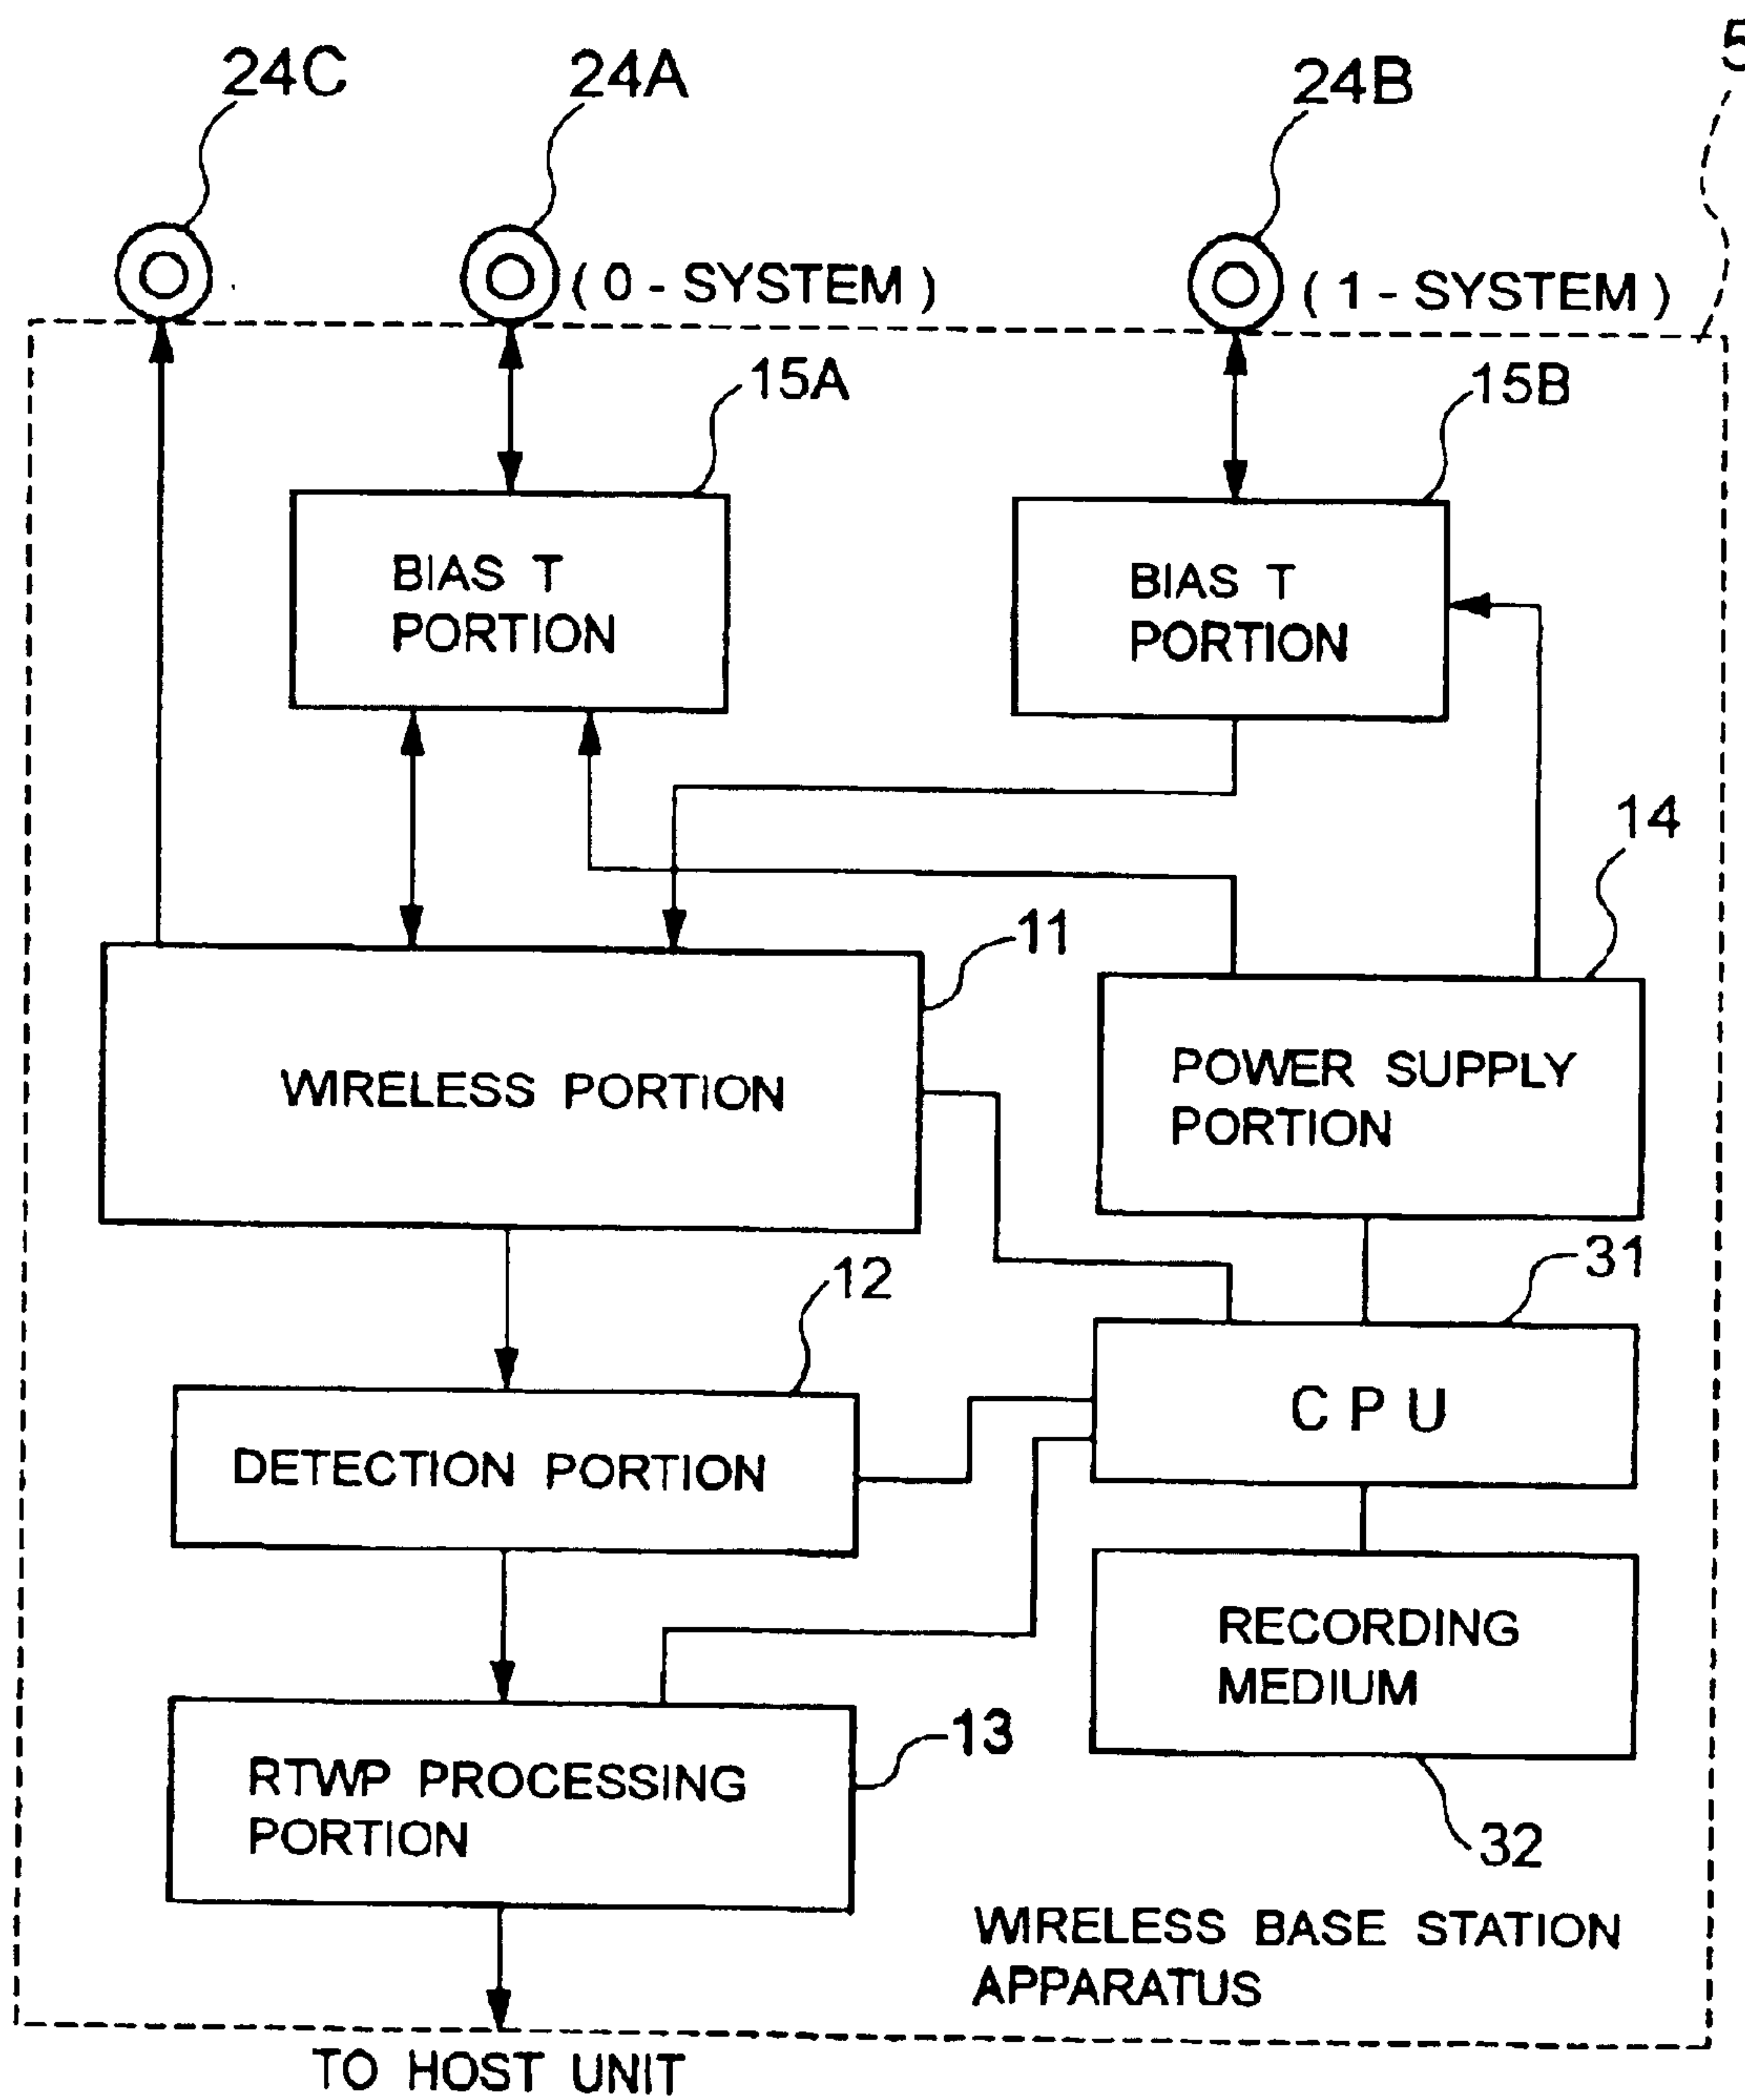 5
24C
24A
24B
( 0 - SYSTEM )
( 1 - SYSTEM )
15A
15B
BIAS T
PORTION
BIAS T
PORTION
14
11
WIRELESS PORTION
POWER SUPPLY
PORTION
31
12
CPU
DETECTION PORTION
RECORDING
MEDIUM
13
RTWP PROCESSING
PORTION
32
WIRELESS BASE STATION
APPARATUS
TO HOST UNIT